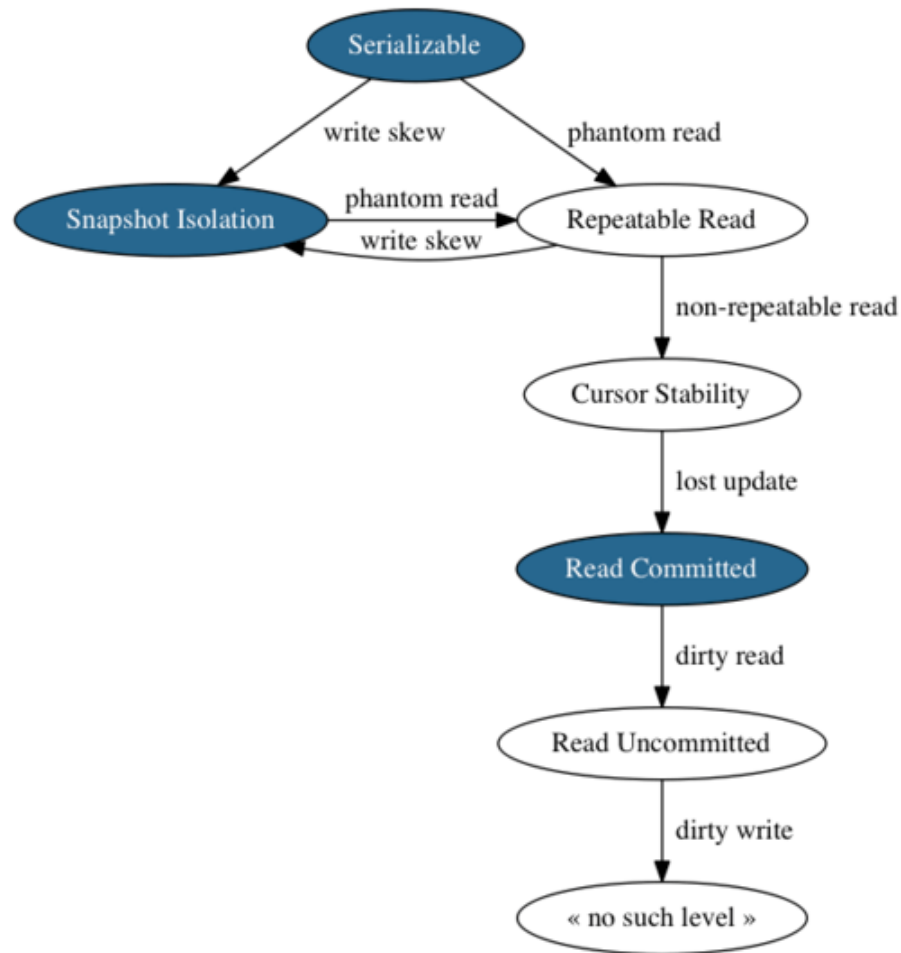 Serializable
write skew
phantom read
Snapshot Isolation
phantom read
Repeatable Read
write skew
non-repeatable read
Cursor Stability
lost update
Read Committed
dirty read
Read Uncommitted
dirty write
« no such level »